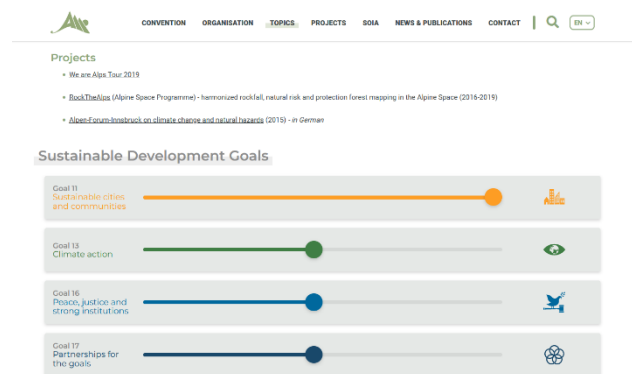 CONVENTION ORGANISATION TOPICS PROJECTS SOIA NEWS & PUBLICATIONS CONTACT EN
Projects
We are Alps Tour 2019
RockTheAlps (Alpine Space Programme) - harmonized rockfall, natural risk and protection forest mapping in the Alpine Space (2016-2019)
Alpen-Forum-Innsbruck on climate change and natural hazards (2015) - in German
Sustainable Development Goals
Goal 11
Sustainable cities
and communities
Goal 13
Climate action
Goal 16
Peace, justice and
strong institutions
Goal 17
Partnerships for
the goals